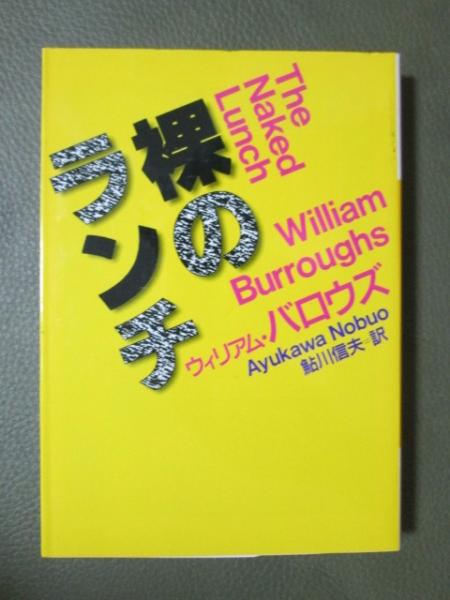 The
Naked
Lunch
裸の
ランチ
William
Burroughs
ウィリアム・バロウズ
Ayukawa Nobuo
鮎川信夫=訳